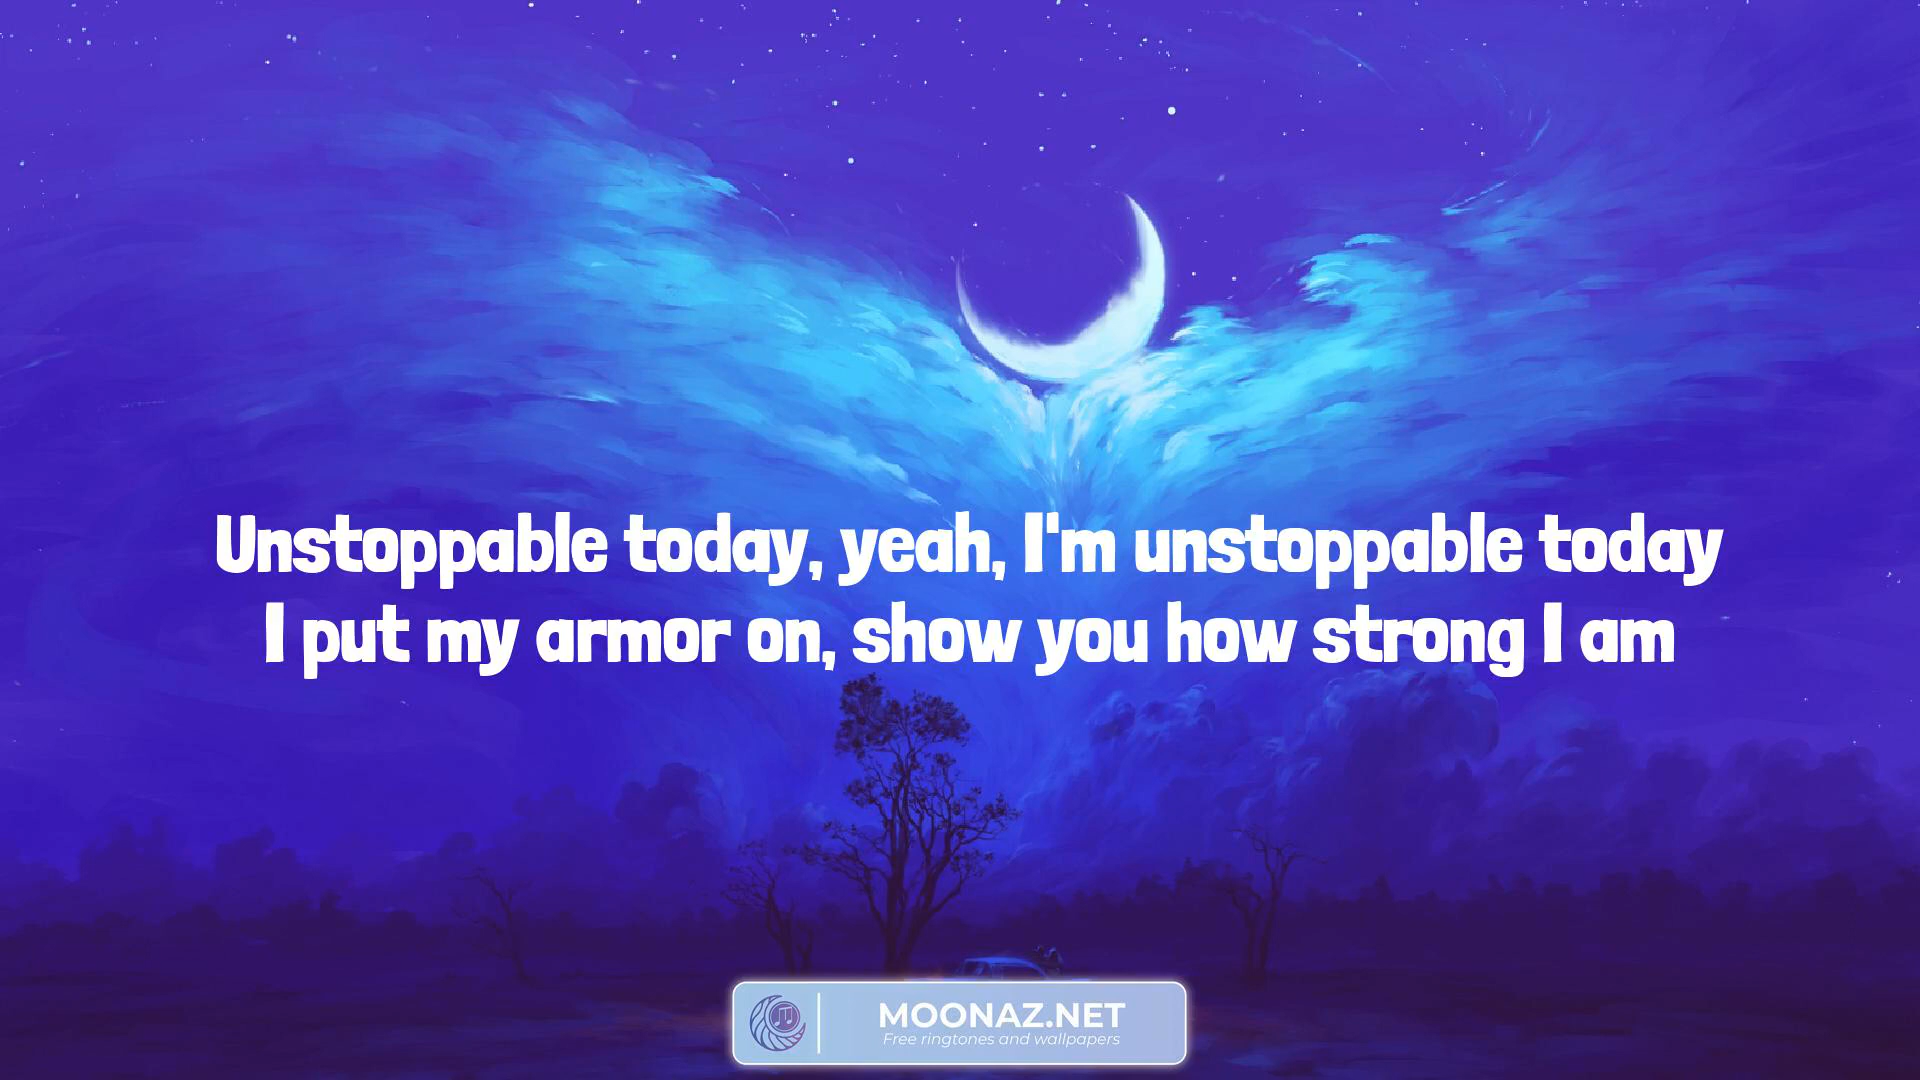 Unstoppable today, yeah, I'm unstoppable today
I put my armor on, show you how strong I am
MOONAZ.NET
Free ringtones and wallpapers